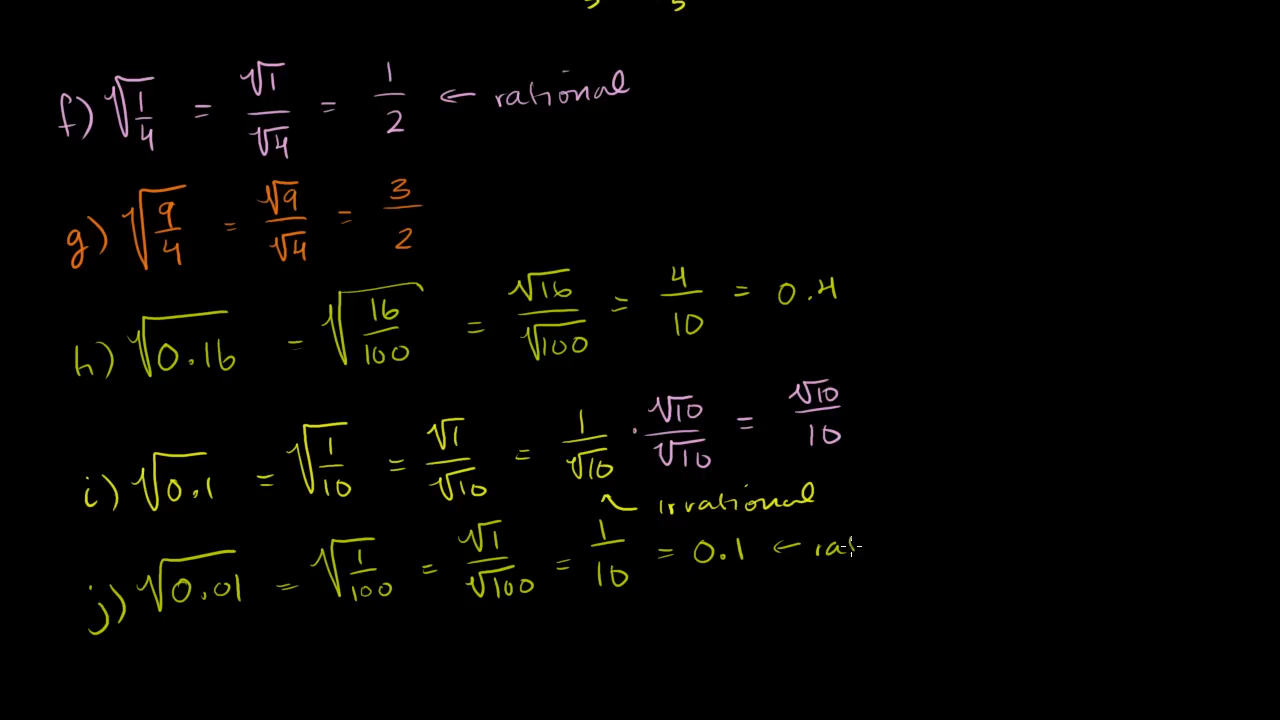 f) √(1/4) = √1/√4 = 1/2 ← rational
g) √(9/4) = √9/√4 = 3/2
h) √0.16 = √(16/100) = √16/√100 = 4/10 = 0.4
i) √0.1 = √(1/10) = √1/√10 = 1/√10 · √10/√10 = √10/10
irrational
j) √0.01 = √(1/100) = √1/√100 = 1/10 = 0.1 ← rat